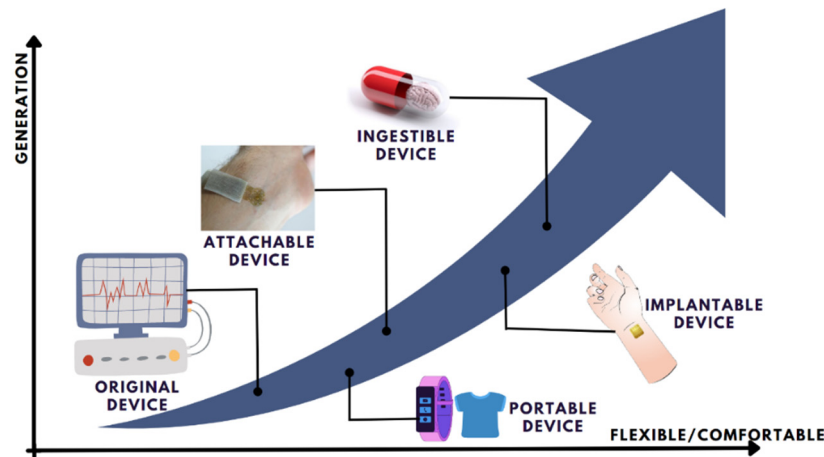 GENERATION
INGESTIBLE
DEVICE
ATTACHABLE
DEVICE
IMPLANTABLE
DEVICE
ORIGINAL
DEVICE
PORTABLE
DEVICE
FLEXIBLE/COMFORTABLE